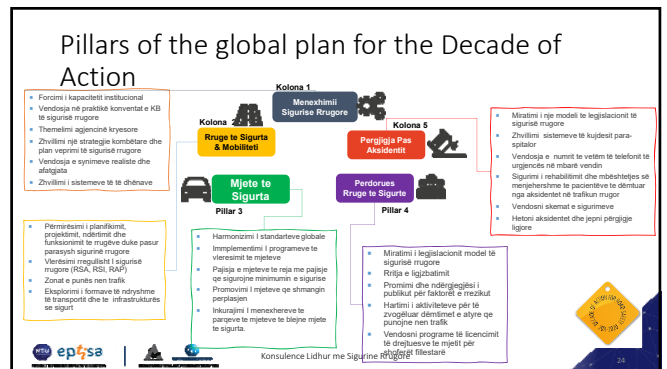 Pillars of the global plan for the Decade of
Action
Kolona 1
Menexhimii
Sigurise Rrugore
Kolona 2
Rruge te Sigurta
& Mobiliteti
Kolona 5
Pergjigja Pas
Aksidentit
Mjete te
Sigurta
Pillar 3
Perdorues
Rruge te Sigurte
Pillar 4
Forcimi i kapacitetit institucional
Vendosja në praktikë konventat e KB
të sigurisë rrugore
Themelimi agjencinë kryesore
Zhvillimi një strategjie kombëtare dhe
plan veprimi të sigurisë rrugore
Vendosja e synimeve realiste dhe
afatgjata
Zhvillimi i sistemeve të të dhënave
Miratimi i nje modeli te legjislacionit të
sigurisë rrugore
Zhvillimi sistemeve të kujdesit para-
spitalor
Vendosja e numrit te vetëm të telefonit të
urgjencës në mbarë vendin
Sigurimi i rehabilitimit dhe mbështetjes së
menjehershme te pacientëve te dëmtuar
nga aksidentet në trafikun rrugor
Vendosni skemat e sigurimeve
Hetoni aksidentet dhe jepni përgjigje
ligjore
Përmirësimi i planifikimit,
projektimit, ndërtimit dhe
funksionimit te rrugëve duke pasur
parasysh sigurinë rrugore
Vlerësimi rregullisht I sigurisë
rrugore (RSA, RSI, RAP)
Zonat e punës nen trafik
Eksplorimi i formave të ndryshme
të transportit dhe te infrastrukturës
se sigurt
Harmonizimi I standarteve globale
Immplementimi I programeve te
vleresimit te mjeteve
Pajisja e mjeteve te reja me pajisje
qe sigurojne minimumin e sigurise
Promovimi I mjeteve qe shmangin
perplasjen
Inkurajimi I menehereve te
parqeve te mjeteve te blejne mjete
te sigurta.
Miratimi i legjislacionit model të
sigurisë rrugore
Rritja e ligjzbatimit
Promimi dhe ndërgjegjësi i
publikut për faktorët e rrezikut
Hartimi i aktiviteteve për të
zvogëluar dëmtimet e atyre që
punojne nen trafik
Vendosni programe të licencimit
të drejtuesve te mjetit për
shoferët fillestarë
NTU
eptisa
Konsulence Lidhur me Sigurine Rrugore
24